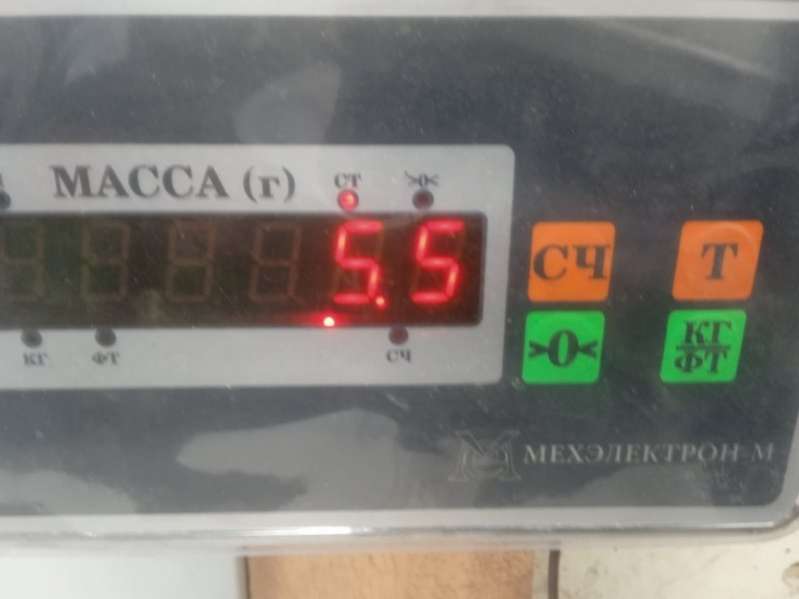 МАССА (г) СТ >0<
5.5
КГ ФТ СЧ
СЧ Т
>0< КГ/ФТ
МЕХЭЛЕКТРОН-М